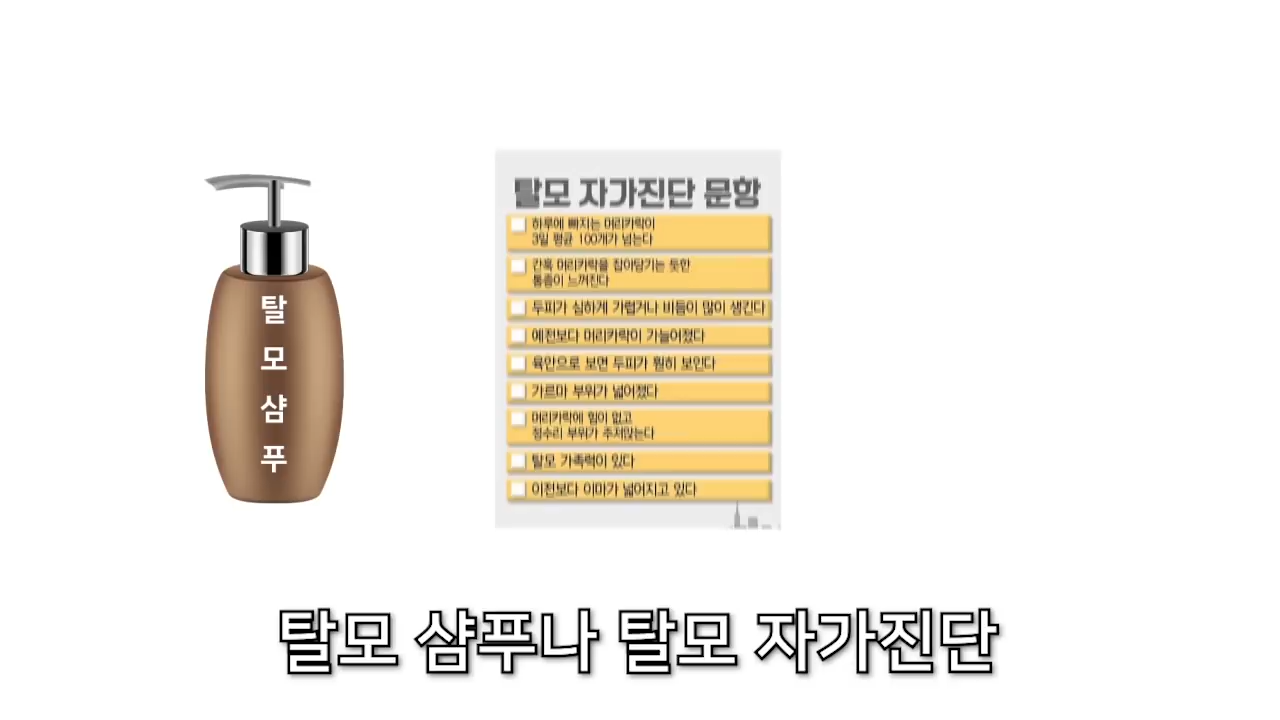 탈
모
샴
푸
탈모 자가진단 문항
하루에 빠지는 머리카락이
3일 평균 100개가 넘는다
간혹 머리카락을 잡아당기는 듯한
통증이 느껴진다
두피가 심하게 가렵거나 비듬이 많이 생긴다
예전보다 머리카락이 가늘어졌다
육안으로 보면 두피가 훤히 보인다
가르마 부위가 넓어졌다
머리카락에 힘이 없고
정수리 부위가 주저앉는다
탈모 가족력이 있다
이전보다 이마가 넓어지고 있다
탈모 샴푸나 탈모 자가진단